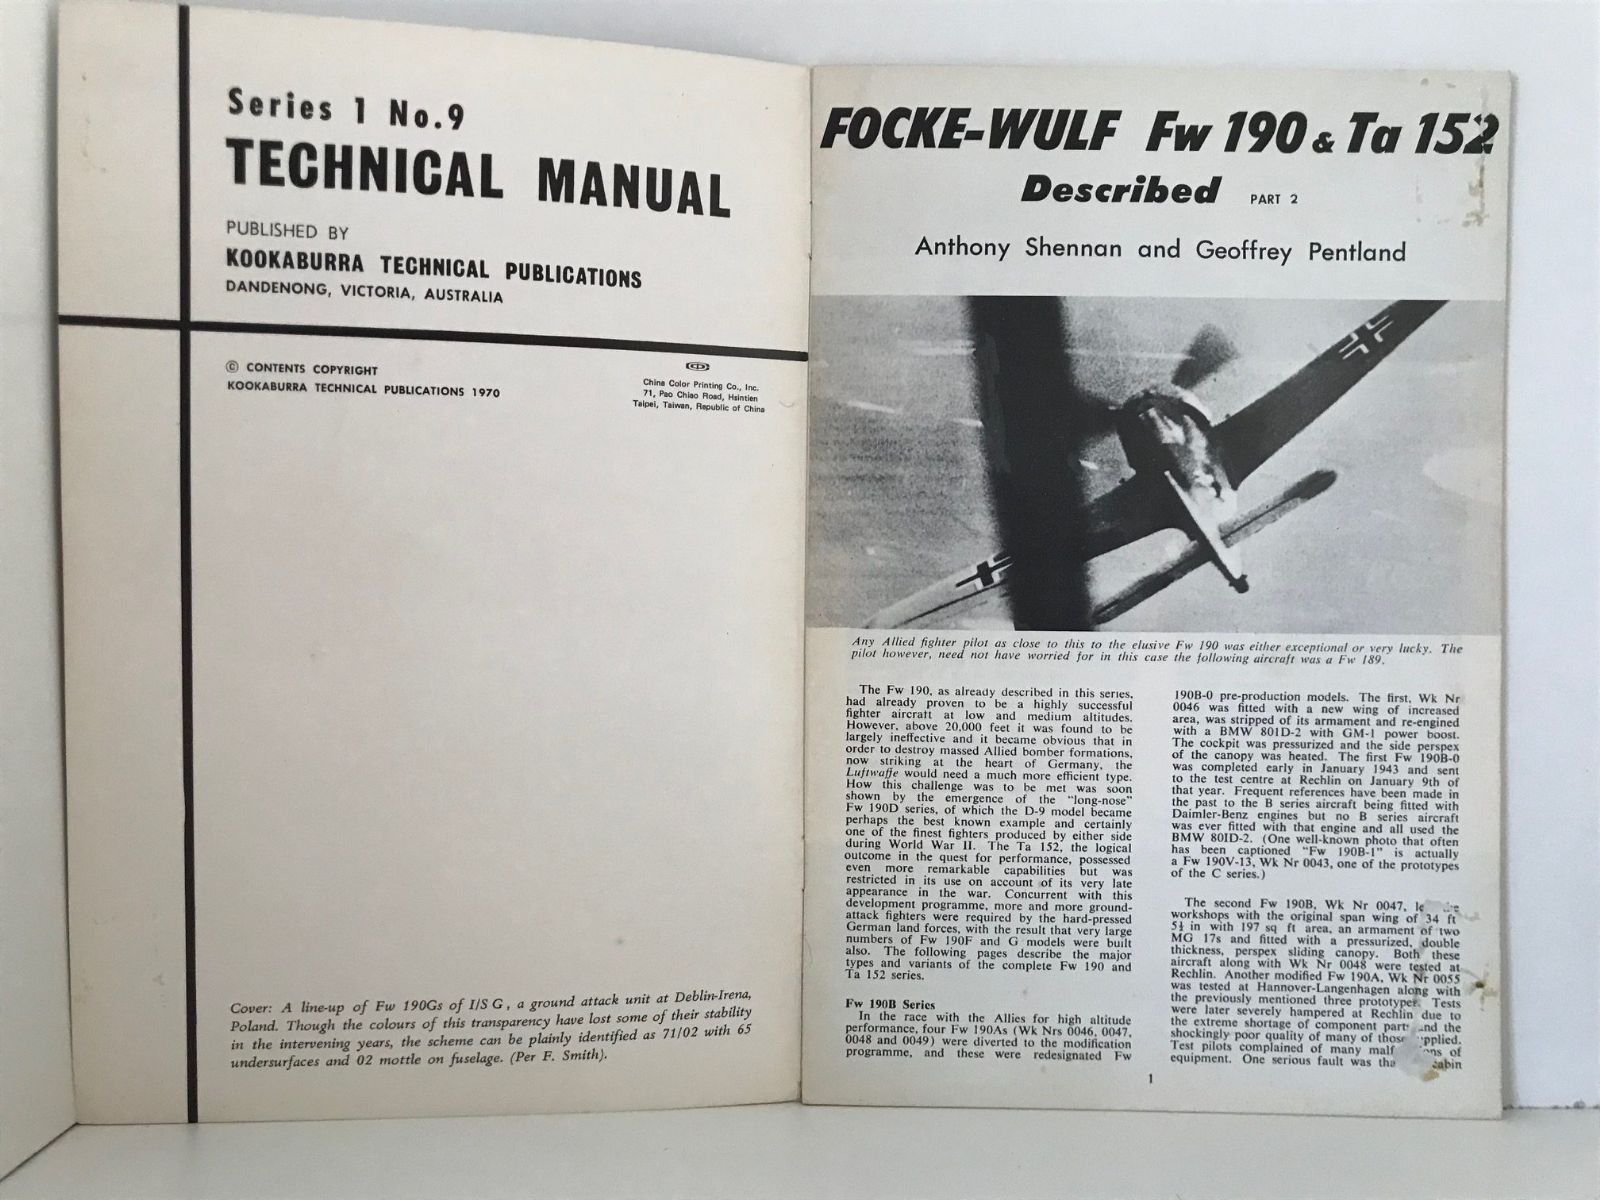 Series 1 No.9
TECHNICAL MANUAL
PUBLISHED BY
KOOKABURRA TECHNICAL PUBLICATIONS
DANDENONG, VICTORIA, AUSTRALIA
© CONTENTS COPYRIGHT
KOOKABURRA TECHNICAL PUBLICATIONS 1970
China Color Printing Co., Inc.
71, Pao Chiao Road, Hsintien
Taipei, Taiwan, Republic of China
Cover: A line-up of Fw 190Gs of I/S G, a ground attack unit at Deblin-Irena,
Poland. Though the colours of this transparency have lost some of their stability
in the intervening years, the scheme can be plainly identified as 71/02 with 65
undersurfaces and 02 mottle on fuselage. (Per F. Smith).
FOCKE-WULF Fw 190 & Ta 152
Described PART 2
Anthony Shennan and Geoffrey Pentland
Any Allied fighter pilot as close to this to the elusive Fw 190 was either exceptional or very lucky. The
pilot however, need not have worried for in this case the following aircraft was a Fw 189.
The Fw 190, as already described in this series,
had already proven to be a highly successful
fighter aircraft at low and medium altitudes.
However, above 20,000 feet it was found to be
largely ineffective and it became obvious that in
order to destroy massed Allied bomber formations,
now striking at the heart of Germany, the
Luftwaffe would need a much more efficient type.
How this challenge was to be met was soon
shown by the emergence of the "long-nose"
Fw 190D series, of which the D-9 model became
perhaps the best known example and certainly
one of the finest fighters produced by either side
during World War II. The Ta 152, the logical
outcome in the quest for performance, possessed
even more remarkable capabilities but was
restricted in its use on account of its very late
appearance in the war. Concurrent with this
development programme, more and more ground-
attack fighters were required by the hard-pressed
German land forces, with the result that very large
numbers of Fw 190F and G models were built
also. The following pages describe the major
types and variants of the complete Fw 190 and
Ta 152 series.
Fw 190B Series
In the race with the Allies for high altitude
performance, four Fw 190As (Wk Nrs 0046, 0047,
0048 and 0049) were diverted to the modification
programme, and these were redesignated Fw
190B-0 pre-production models. The first, Wk Nr
0046 was fitted with a new wing of increased
area, was stripped of its armament and re-engined
with a BMW 801D-2 with GM-1 power boost.
The cockpit was pressurized and the side perspex
of the canopy was heated. The first Fw 190B-0
was completed early in January 1943 and sent
to the test centre at Rechlin on January 9th of
that year. Frequent references have been made in
the past to the B series aircraft being fitted with
Daimler-Benz engines but no B series aircraft
was ever fitted with that engine and all used the
BMW 801D-2. (One well-known photo that often
has been captioned "Fw 190B-1" is actually
a Fw 190V-13, Wk Nr 0043, one of the prototypes
of the C series.)
The second Fw 190B, Wk Nr 0047,
workshops with the original span wing of 34 ft
5½ in with 197 sq ft area, an armament of two
MG 17s and fitted with a pressurized, double
thickness, perspex sliding canopy. Both these
aircraft along with Wk Nr 0048 were tested at
Rechlin. Another modified Fw 190A, Wk Nr 0055
was tested at Hannover-Langenhagen along with
the previously mentioned three prototypes. Tests
were later severely hampered at Rechlin due to
the extreme shortage of component parts and the
shockingly poor quality of many of those
Test pilots complained of many of
equipment. One serious fault was cabin
1